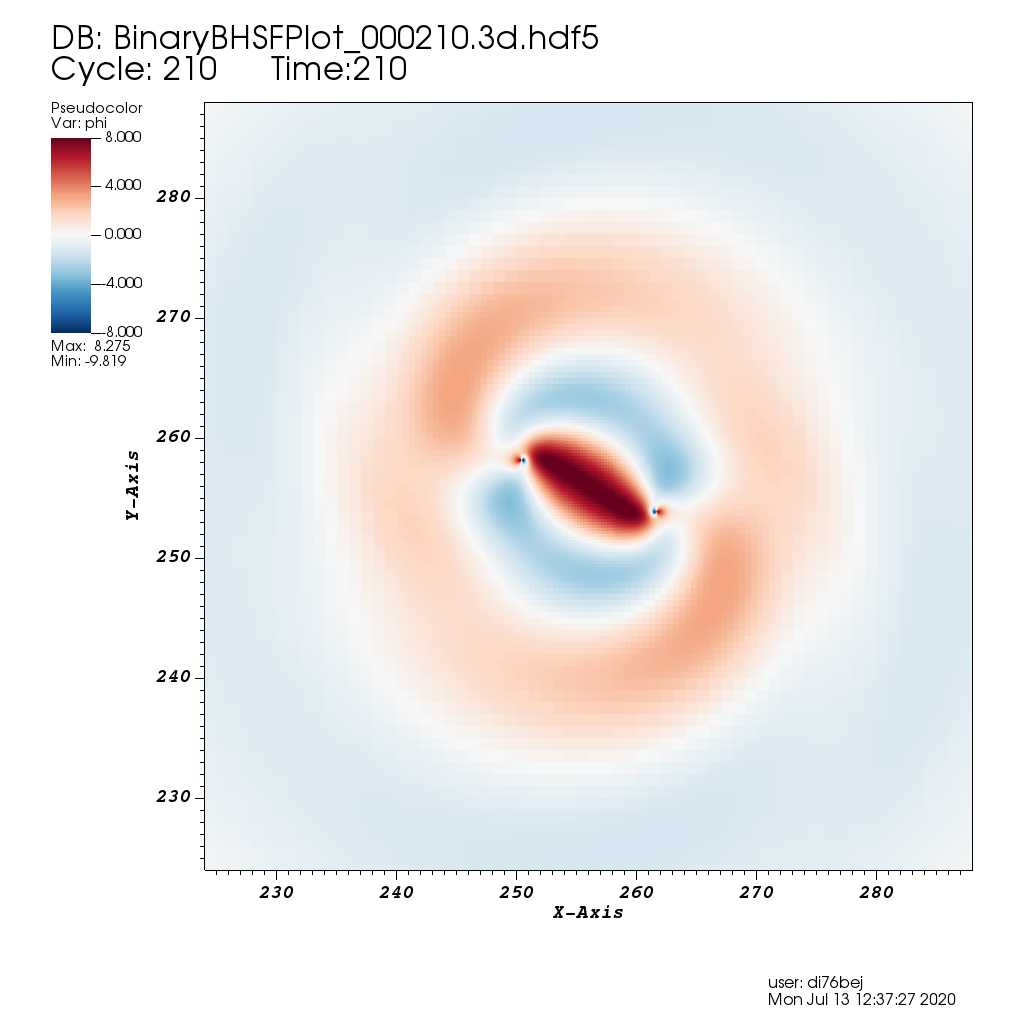 DB: BinaryBHSFPlot_000210.3d.hdf5
Cycle: 210 Time:210
Pseudocolor
Var: phi
8.000
4.000
0.000
-4.000
-8.000
Max: 8.275
Min: -9.819
280
270
260
250
240
230
Y-Axis
230 240 250 260 270 280
X-Axis
user: di76bej
Mon Jul 13 12:37:27 2020